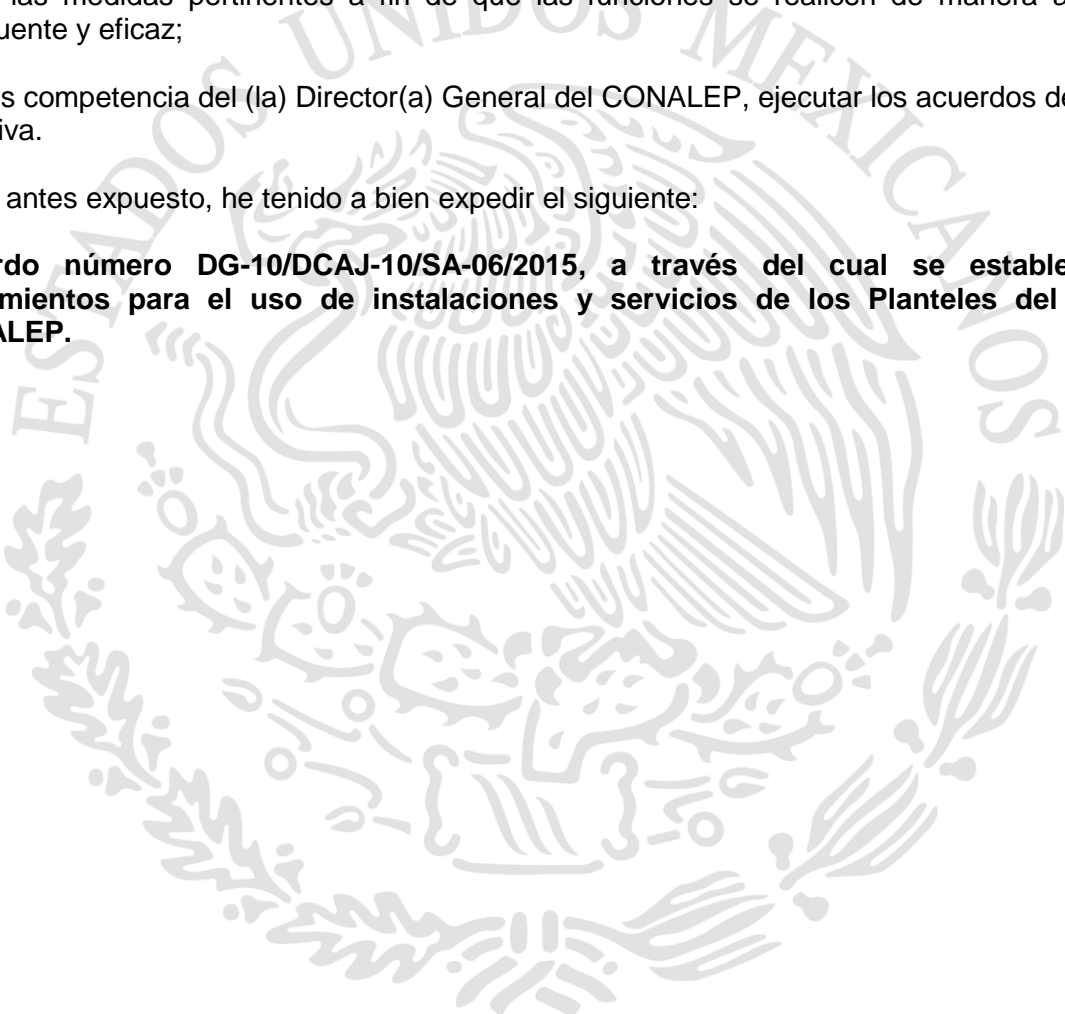 las medidas pertinentes a fin de que las funciones se realicen de manera a
uente y eficaz;
s competencia del (la) Director(a) General del CONALEP, ejecutar los acuerdos de
iva.
antes expuesto, he tenido a bien expedir el siguiente:
rdo número DG-10/DCAJ-10/SA-06/2015, a través del cual se estable
mientos para el uso de instalaciones y servicios de los Planteles del
ALEP.
ESTADOS UNIDOS MEXICANOS